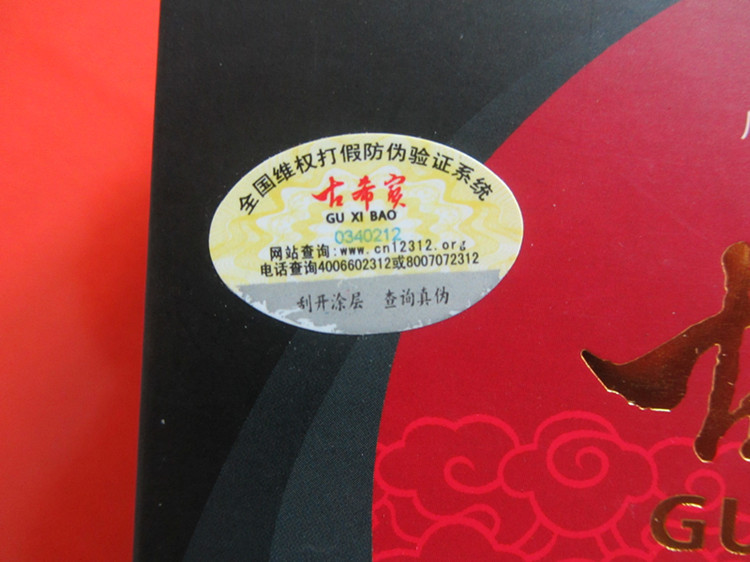 全国维权打假防伪验证系统
古希宝
GU XI BAO
0340212
网站查询:www.cn12312.org
电话查询4006602312或8007072312
刮开涂层 查询真伪
GU